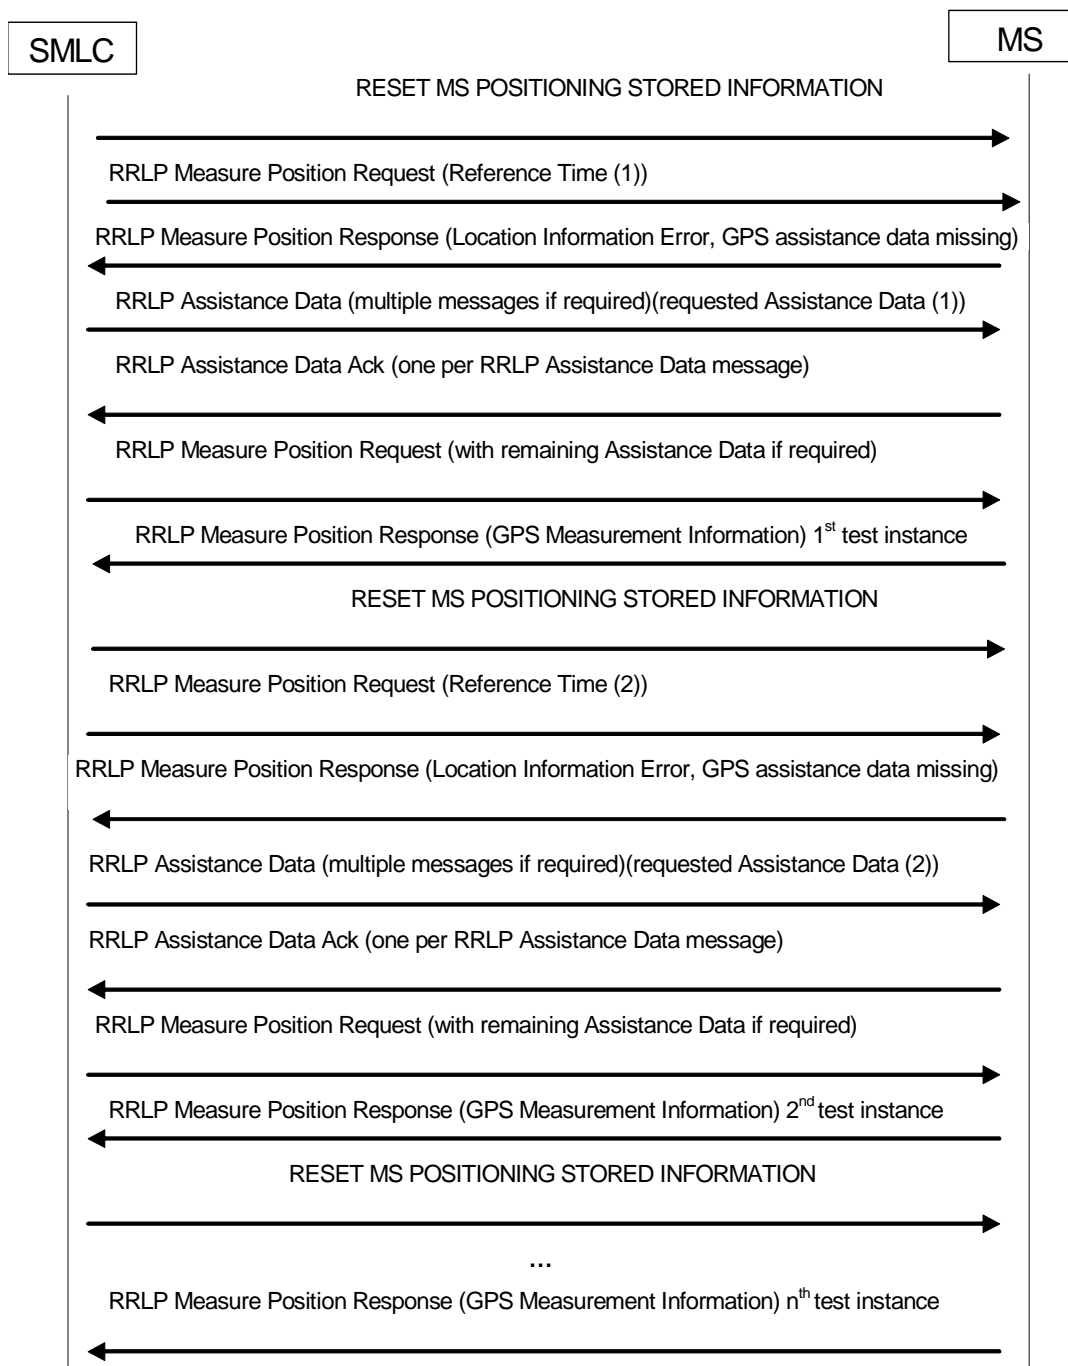 SMLC
MS
RESET MS POSITIONING STORED INFORMATION
RRLP Measure Position Request (Reference Time (1))
RRLP Measure Position Response (Location Information Error, GPS assistance data missing)
RRLP Assistance Data (multiple messages if required)(requested Assistance Data (1))
RRLP Assistance Data Ack (one per RRLP Assistance Data message)
RRLP Measure Position Request (with remaining Assistance Data if required)
RRLP Measure Position Response (GPS Measurement Information) 1st test instance
RESET MS POSITIONING STORED INFORMATION
RRLP Measure Position Request (Reference Time (2))
RRLP Measure Position Response (Location Information Error, GPS assistance data missing)
RRLP Assistance Data (multiple messages if required)(requested Assistance Data (2))
RRLP Assistance Data Ack (one per RRLP Assistance Data message)
RRLP Measure Position Request (with remaining Assistance Data if required)
RRLP Measure Position Response (GPS Measurement Information) 2nd test instance
RESET MS POSITIONING STORED INFORMATION
...
RRLP Measure Position Response (GPS Measurement Information) nth test instance